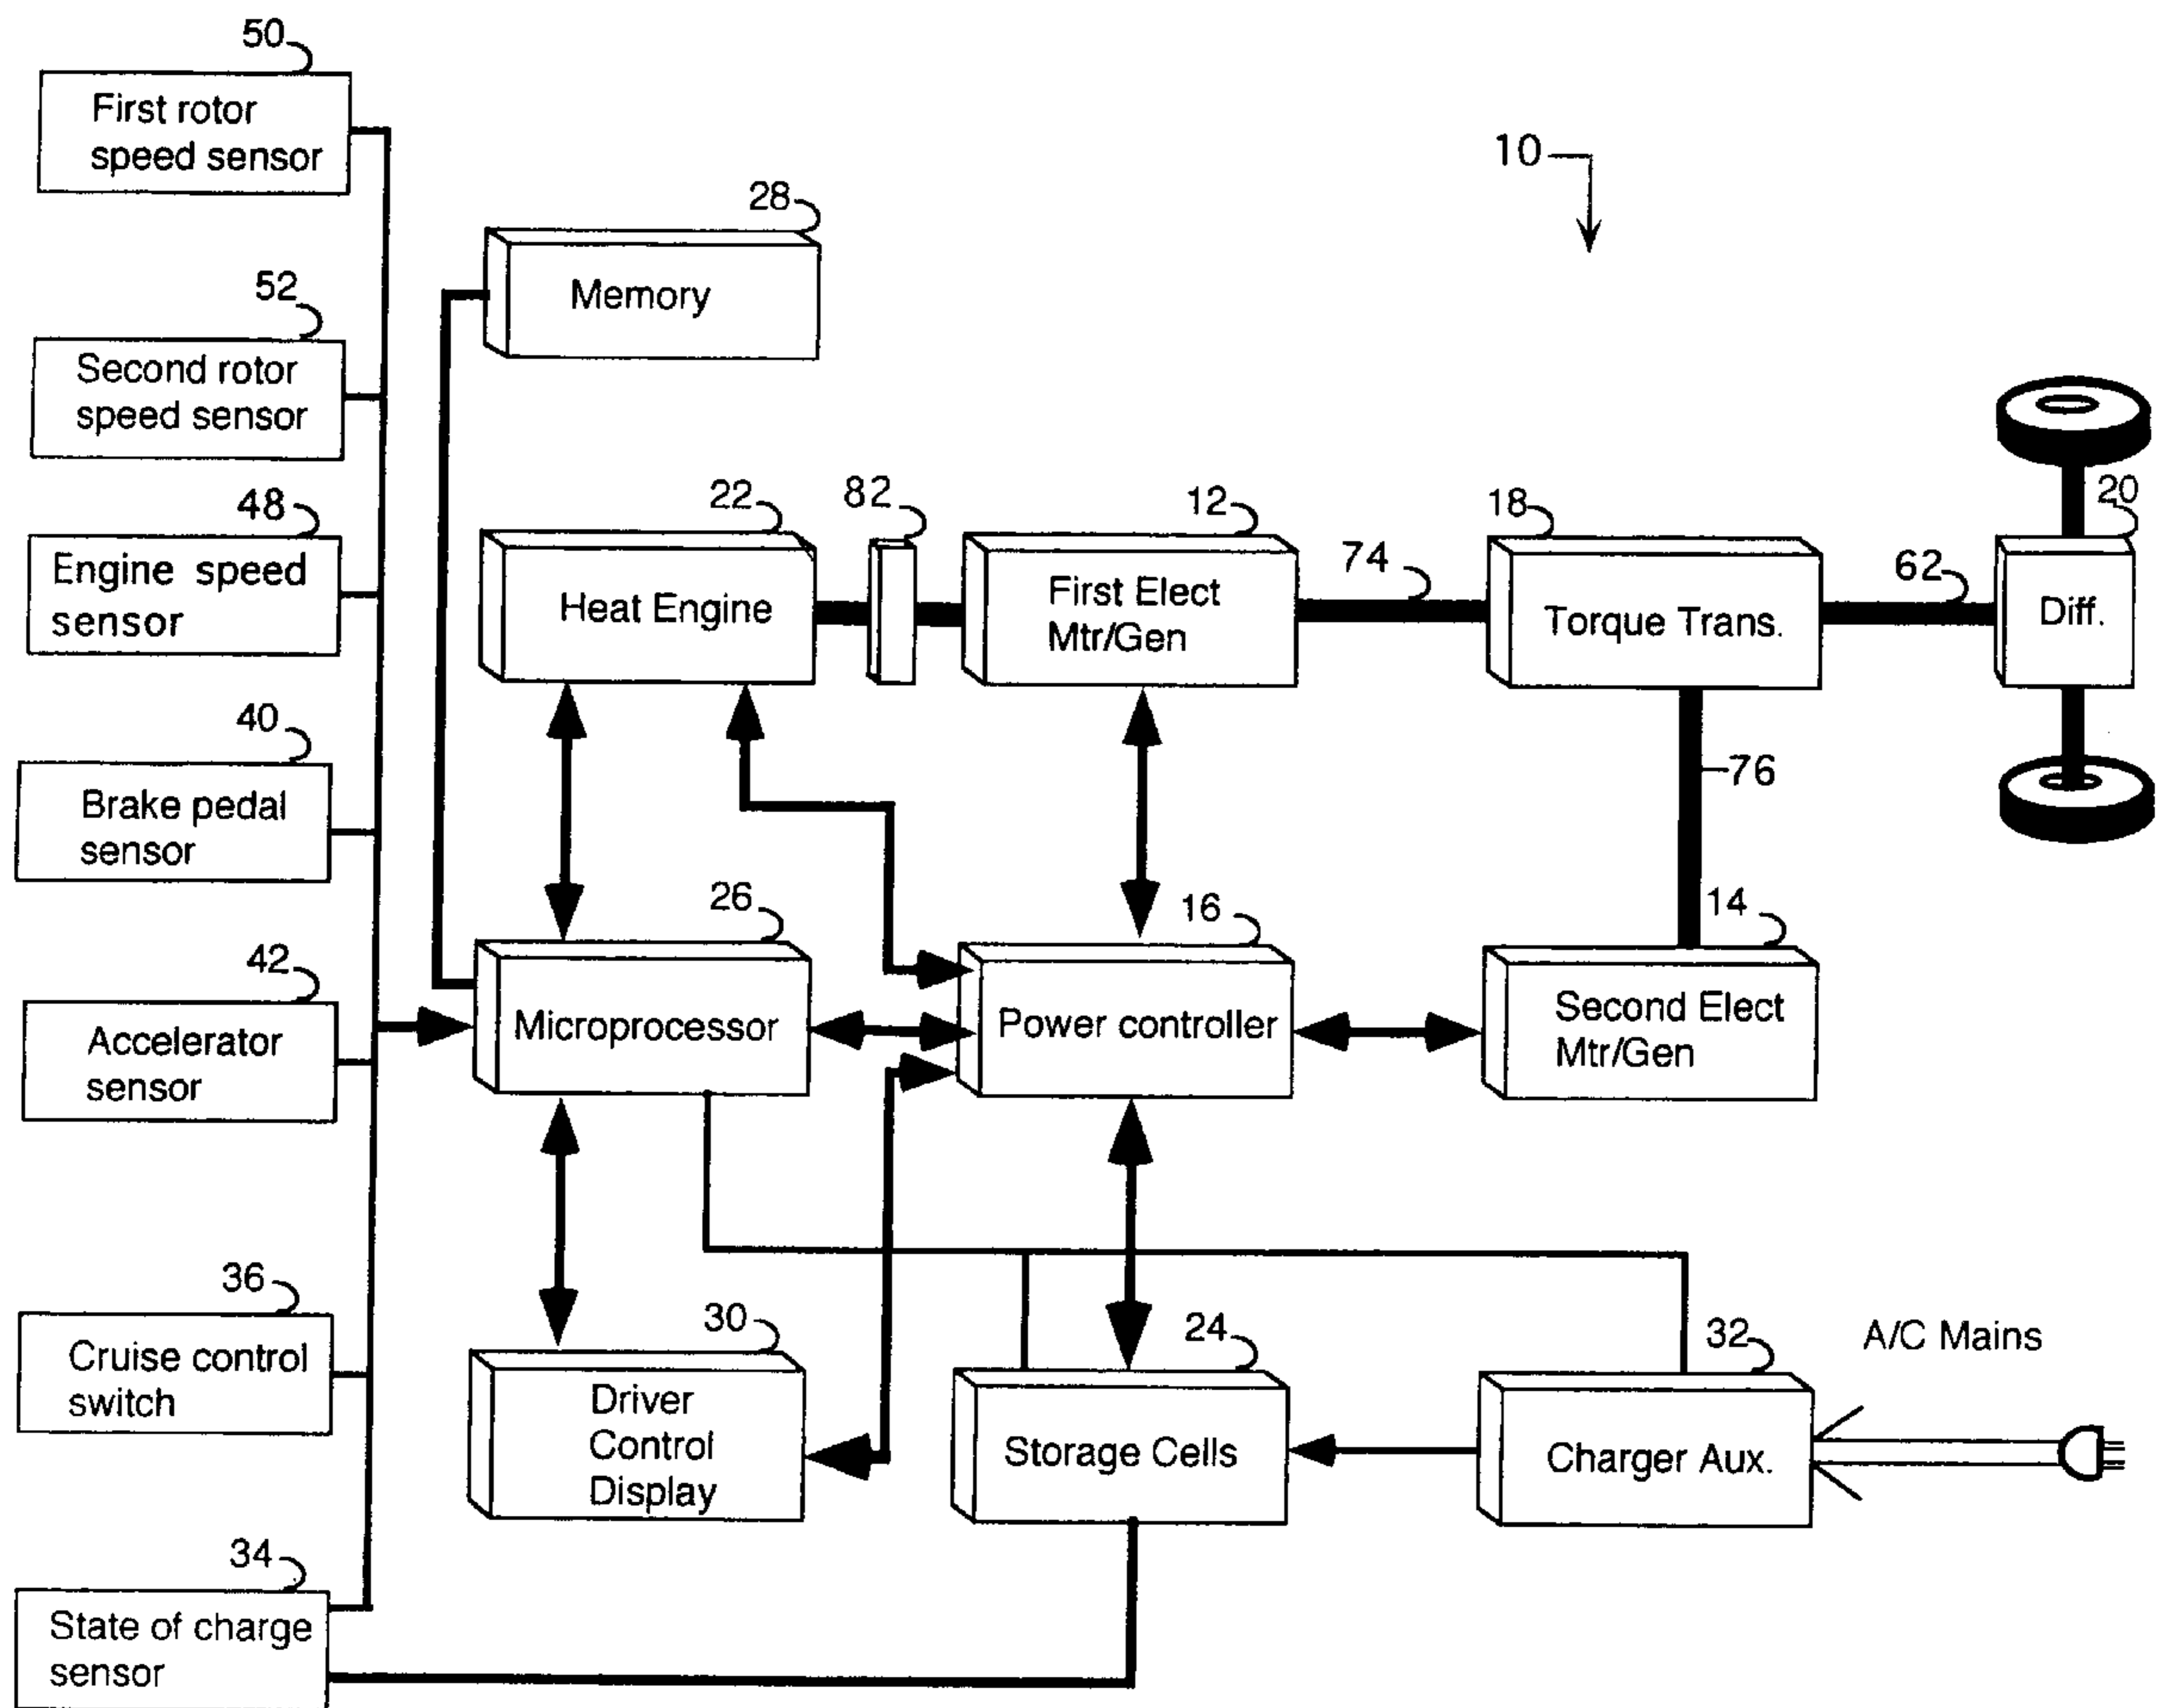 50
First rotor
speed sensor
10
28
Memory
52
Second rotor
speed sensor
48
Engine speed
sensor
22
Heat Engine
82
12
First Elect
Mtr/Gen
74
18
Torque Trans.
62
20
Diff.
40
Brake pedal
sensor
76
42
Accelerator
sensor
26
Microprocessor
16
Power controller
14
Second Elect
Mtr/Gen
36
Cruise control
switch
30
Driver
Control
Display
24
Storage Cells
32
Charger Aux.
A/C Mains
34
State of charge
sensor